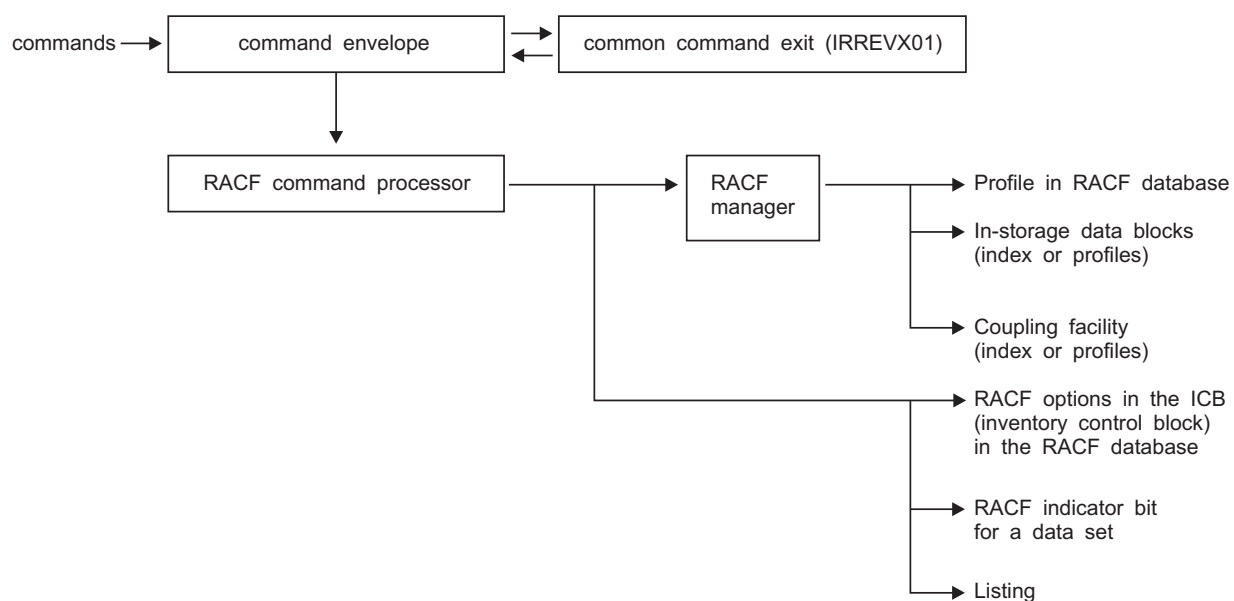 commands
command envelope
common command exit (IRREVX01)
RACF command processor
RACF
manager
Profile in RACF database
In-storage data blocks
(index or profiles)
Coupling facility
(index or profiles)
RACF options in the ICB
(inventory control block)
in the RACF database
RACF indicator bit
for a data set
Listing